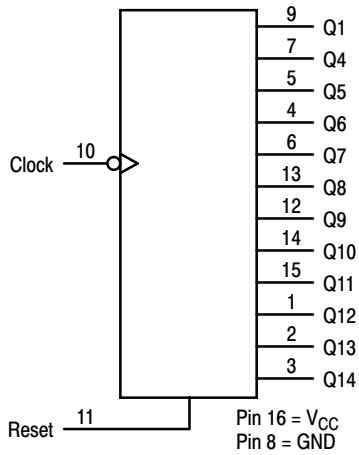 9 Q1
7 Q4
5 Q5
4 Q6
6 Q7
Clock 10
13 Q8
12 Q9
14 Q10
15 Q11
1 Q12
2 Q13
3 Q14
Reset 11
Pin 16 = VCC
Pin 8 = GND